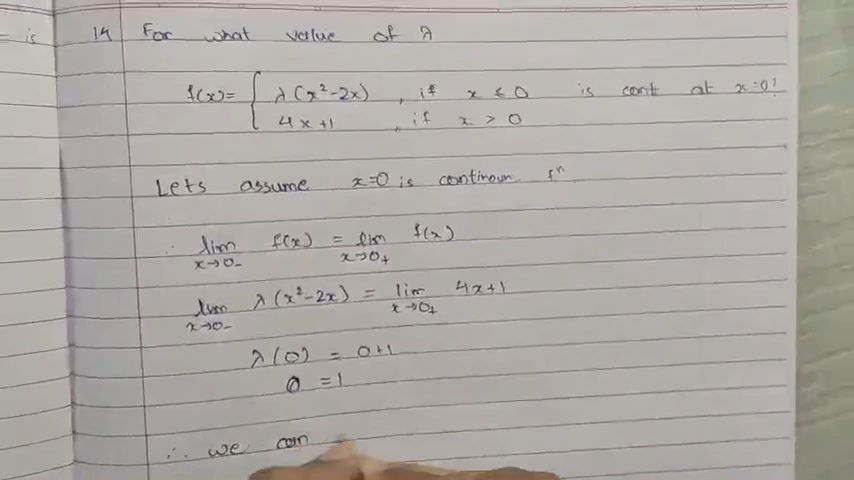 = is
14 For what value of λ
f(x)= { λ(x²-2x) , if x ≤ 0 is cont at x=0?
4x+1 , if x > 0
Lets assume x=0 is continoun fⁿ
∴ lim x→0- f(x) = lim x→0+ f(x)
lim x→0- λ(x²-2x) = lim x→0+ 4x+1
λ(0) = 0+1
0 = 1
∴ we can